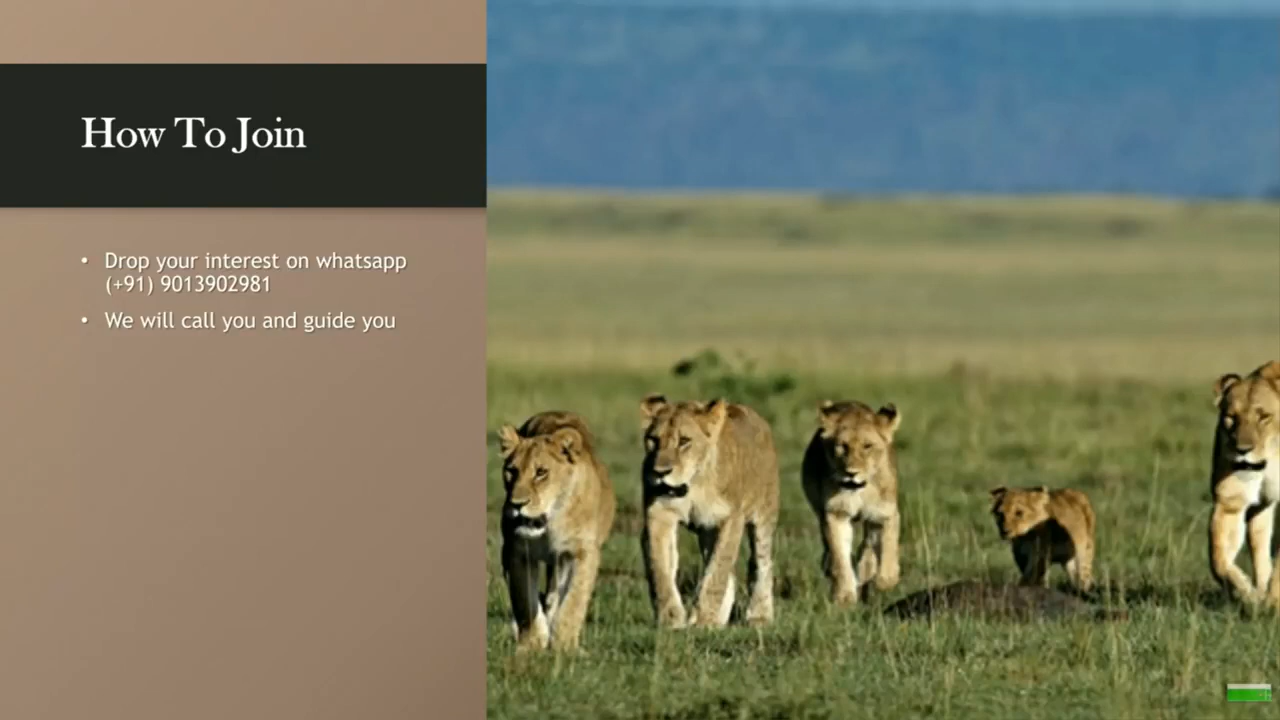 How To Join
• Drop your interest on whatsapp
(+91) 9013902981
• We will call you and guide you